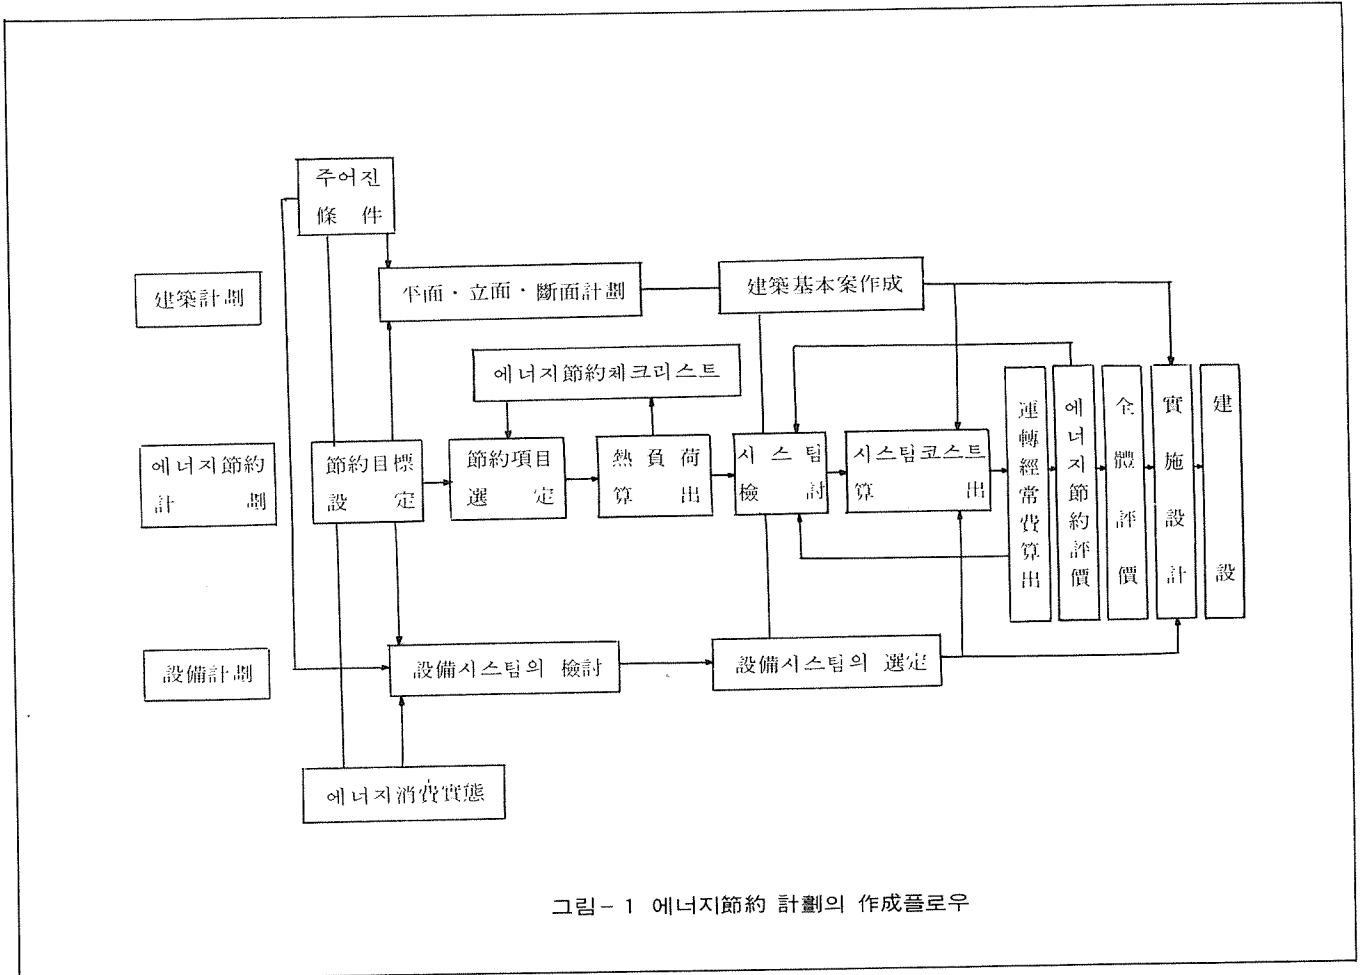 주어진
條 件
建築計劃
平面・立面・斷面計劃
建築基本案作成
에너지節約체크리스트
에너지節約
計 劃
節約目標
設 定
節約項目
選 定
熱負荷
算 出
시스팀
檢 討
시스팀코스트
算 出
運轉經常費算出
에너지節約評價
全體評價
實施設計
建設
設備計劃
設備시스팀의 檢討
設備시스팀의 選定
에너지消費實態
그림-1 에너지節約 計劃의 作成플로우